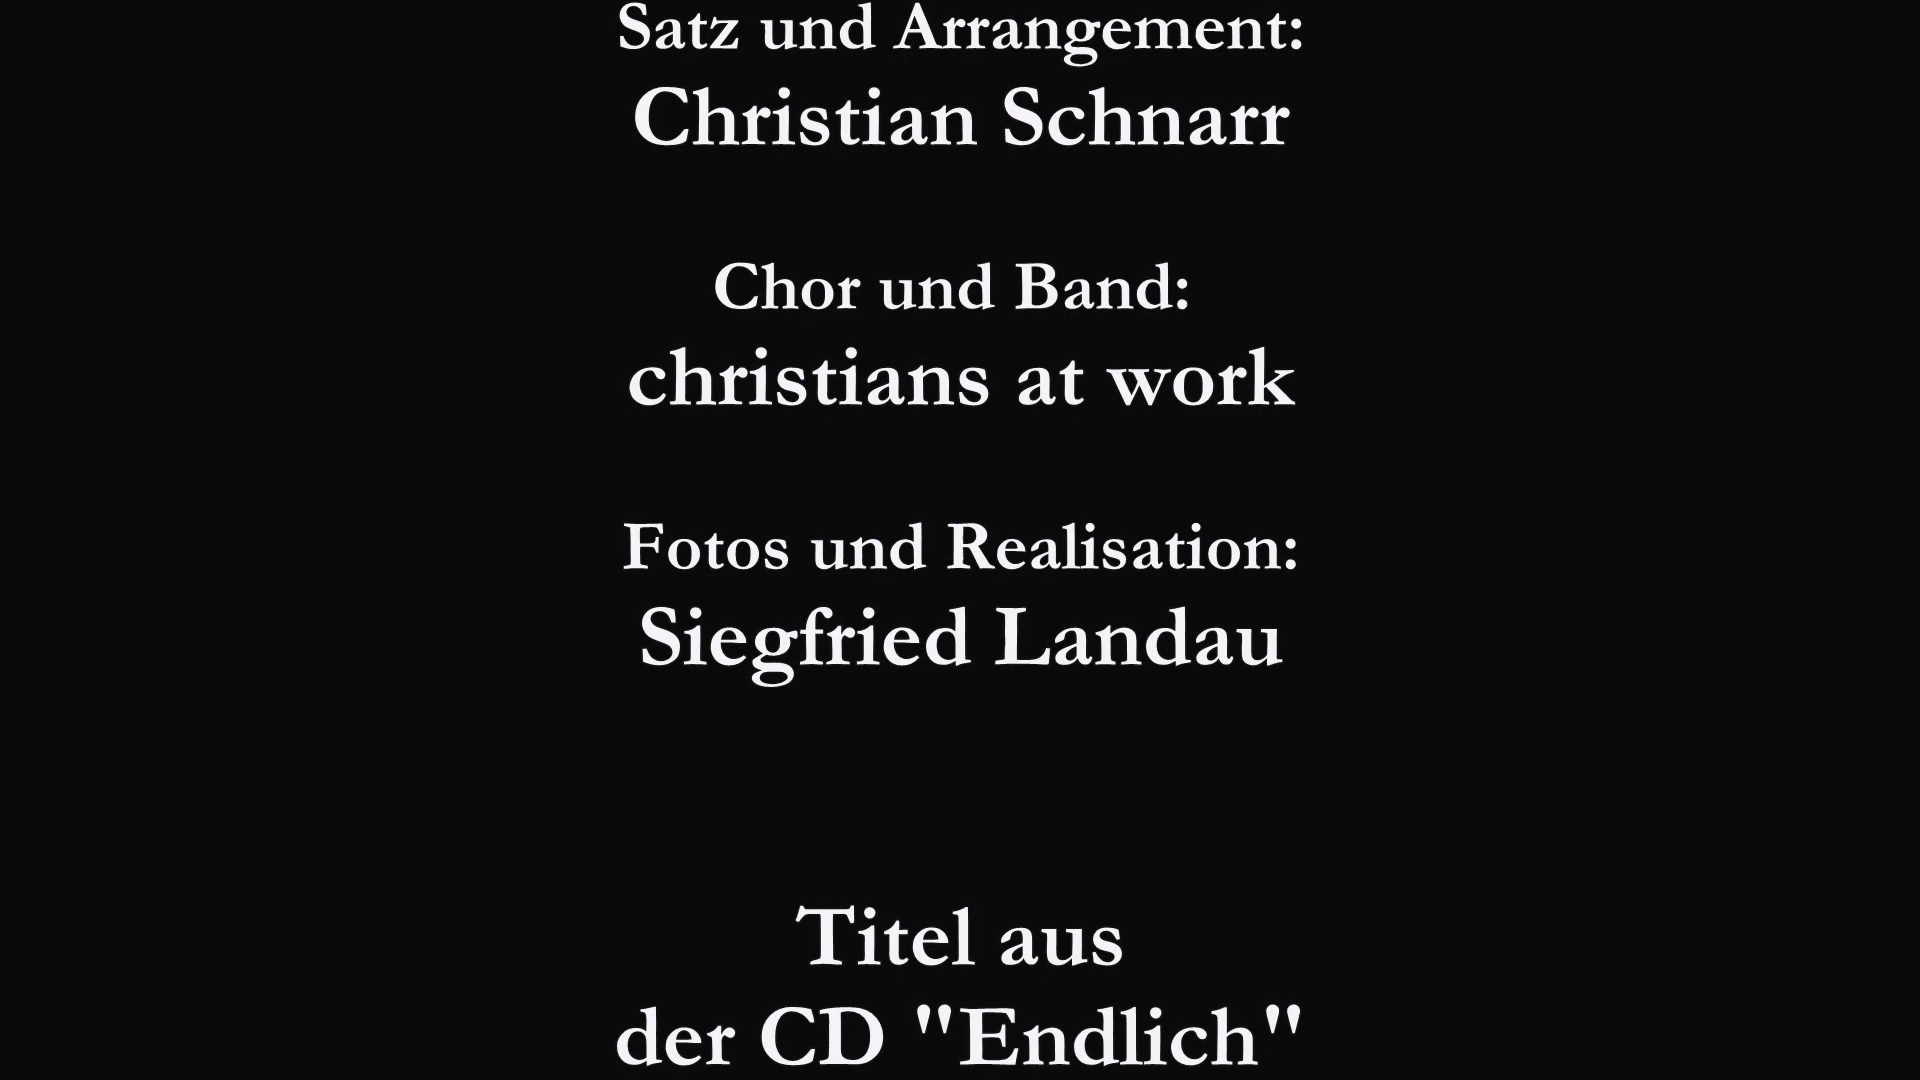 Satz und Arrangement:
Christian Schnarr
Chor und Band:
christians at work
Fotos und Realisation:
Siegfried Landau
Titel aus
der CD "Endlich"